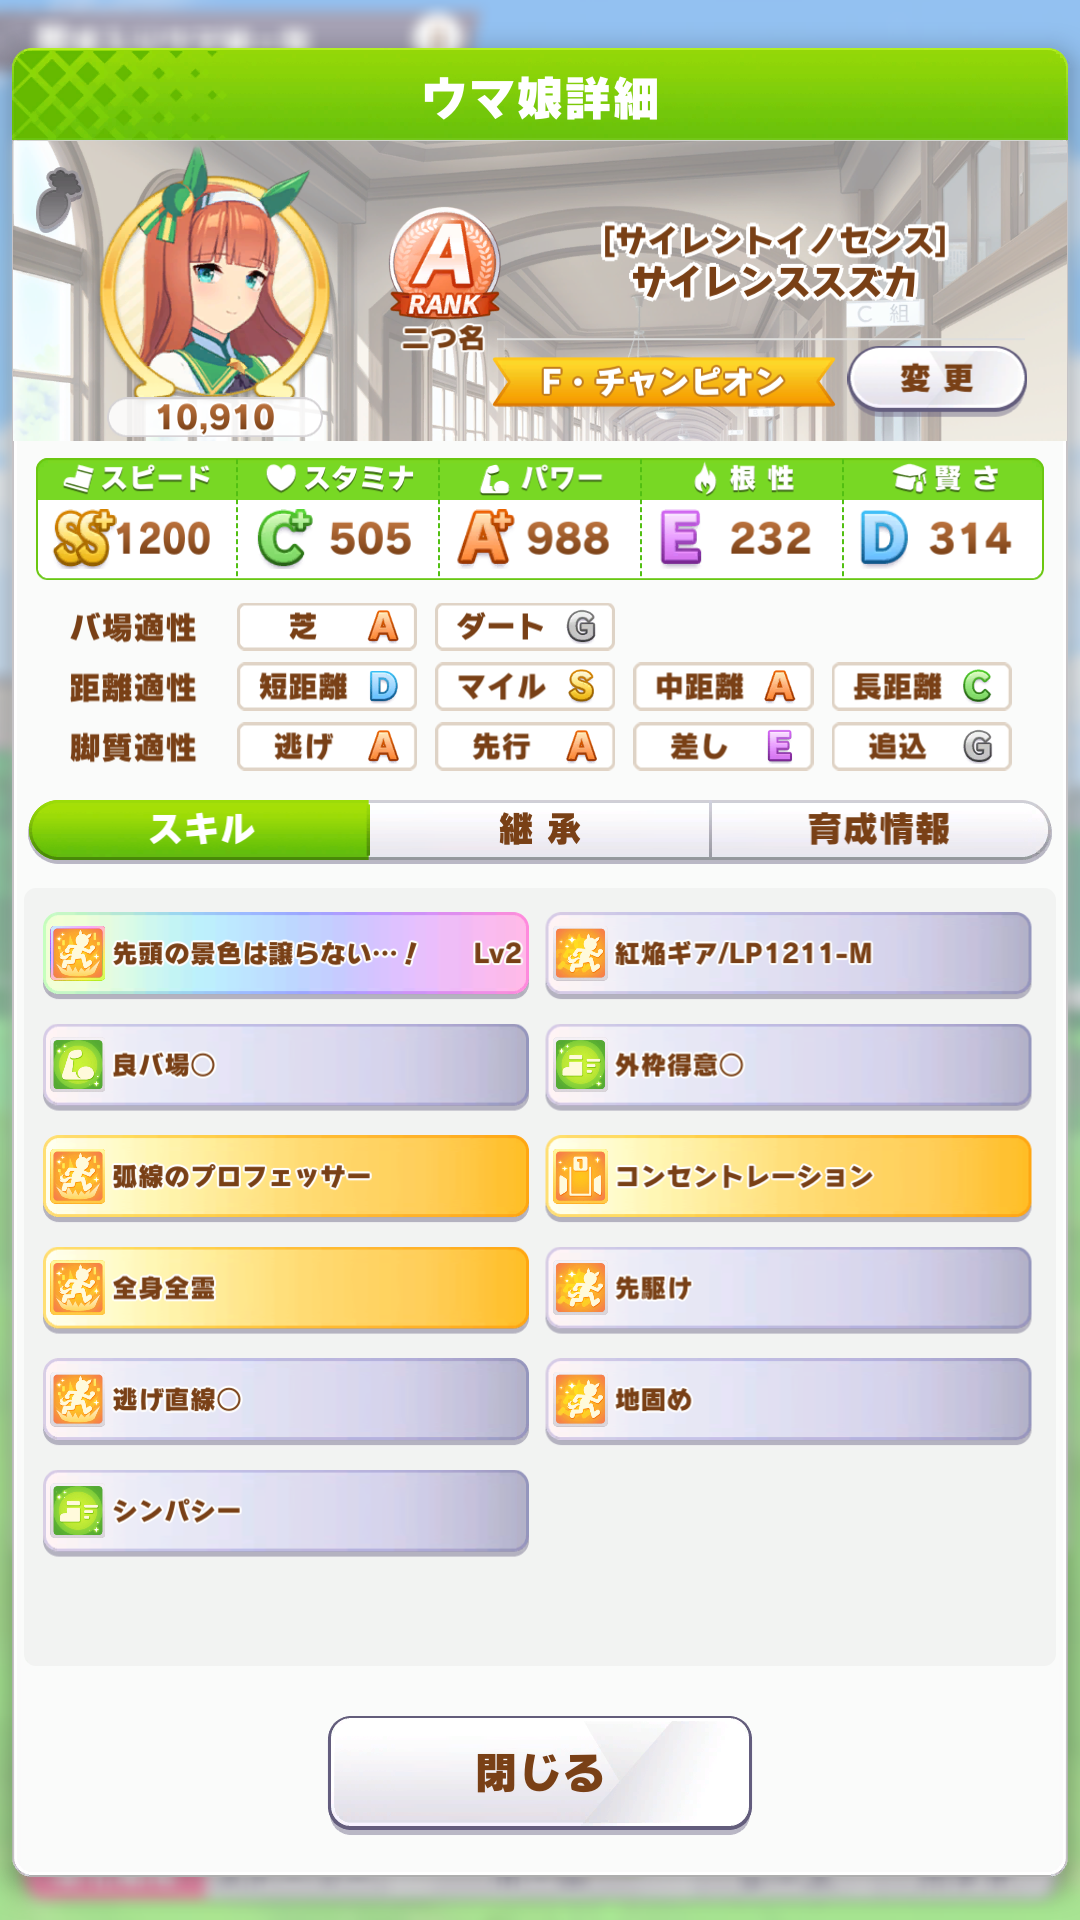 ウマ娘詳細
A
RANK
二つ名
[サイレントイノセンス]
サイレンススズカ
C 組
F・チャンピオン
変更
10,910
スピード スタミナ パワー 根性 賢さ
SS+ 1200 C+ 505 A+ 988 E 232 D 314
バ場適性 芝 A ダート G
距離適性 短距離 D マイル S 中距離 A 長距離 C
脚質適性 逃げ A 先行 A 差し E 追込 G
スキル 継承 育成情報
先頭の景色は譲らない…! Lv2 紅焔ギア/LP1211-M
良バ場○ 外枠得意○
弧線のプロフェッサー 1 コンセントレーション
全身全霊 先駆け
逃げ直線○ 地固め
シンパシー
閉じる